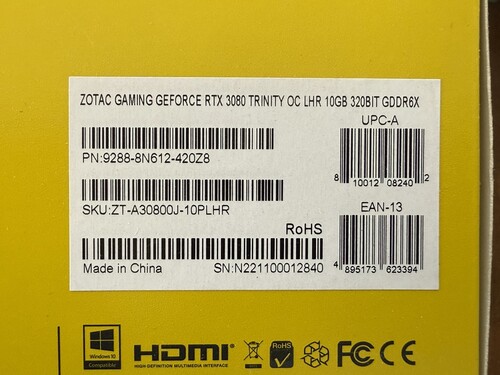 ZOTAC GAMING GEFORCE RTX 3080 TRINITY OC LHR 10GB 320BIT GDDR6X
UPC-A
PN:9288-8N612-420Z8
8 10012 08240 2
SKU:ZT-A30800J-10PLHR
EAN-13
RoHS
Made in China SN:N221100012840
4 895173 623394
Windows 10
Compatible
HDMI
HIGH-DEFINITION MULTIMEDIA INTERFACE
RoHS
FC CE